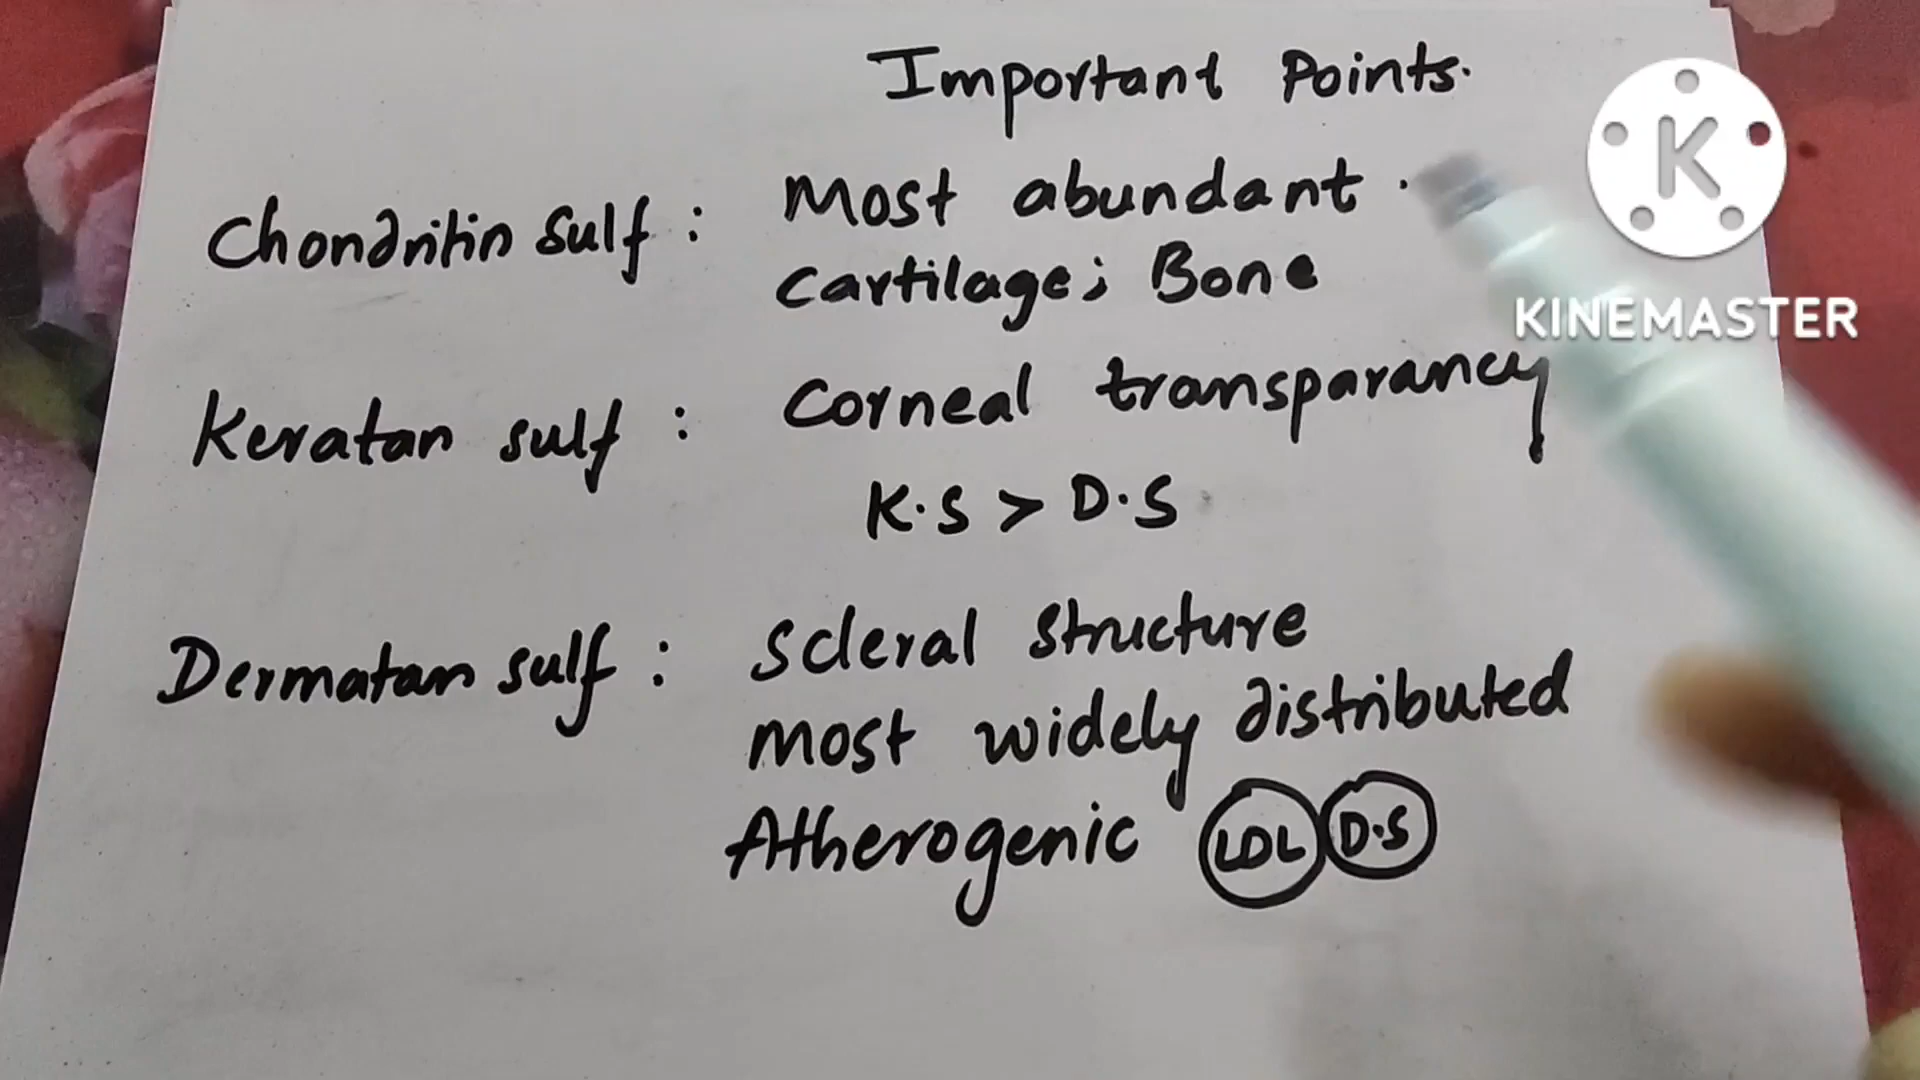 Important Points.
Chondritin Sulf : Most abundant .
Cartilage; Bone
Keratan sulf : Corneal transparancy
K.S > D.S
Dermatan sulf : Scleral structure
most widely distributed
Atherogenic LDL D.S
K
KINEMASTER